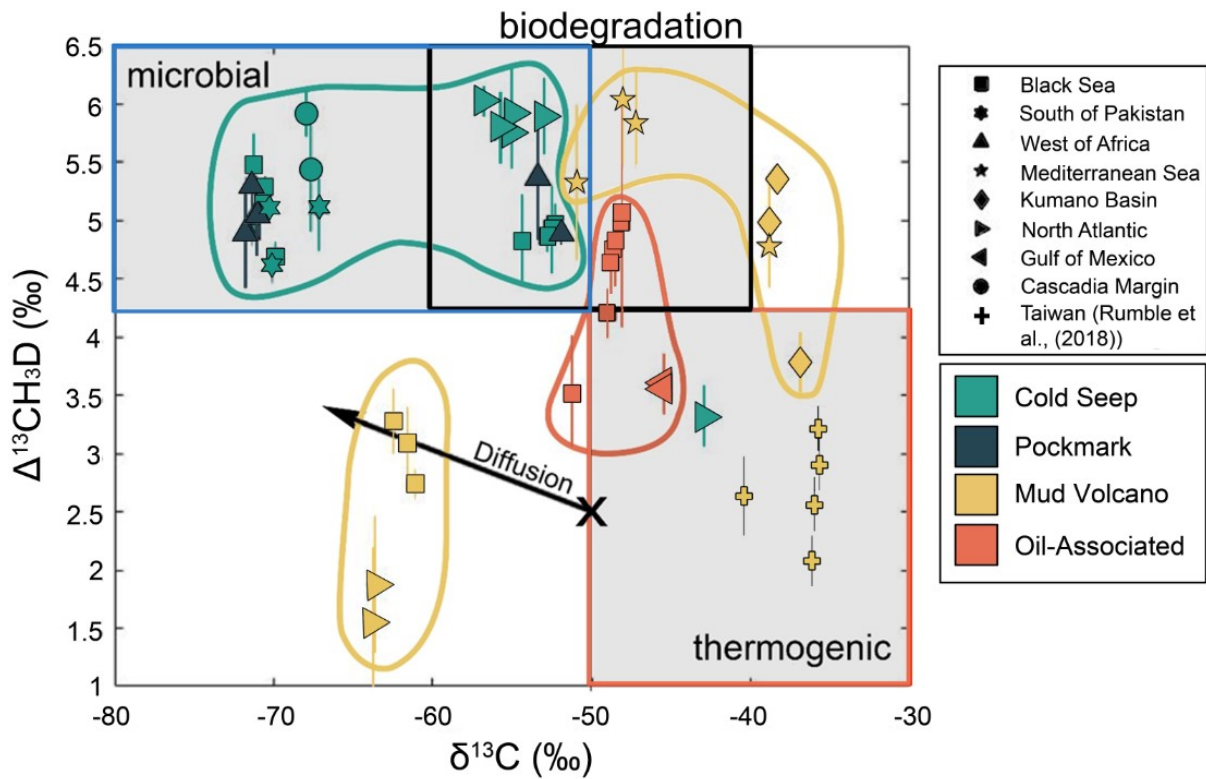 biodegradation
6.5
6
5.5
5
4.5
4
3.5
3
2.5
2
1.5
1
Δ¹³CH₃D (‰)
microbial
Diffusion
X
thermogenic
-80
-70
-60
-50
-40
-30
δ¹³C (‰)
Black Sea
South of Pakistan
West of Africa
Mediterranean Sea
Kumano Basin
North Atlantic
Gulf of Mexico
Cascadia Margin
Taiwan (Rumble et
al., (2018))
Cold Seep
Pockmark
Mud Volcano
Oil-Associated